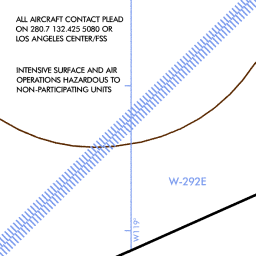 ALL AIRCRAFT CONTACT PLEAD
ON 280.7 132.425 5080 OR
LOS ANGELES CENTER/FSS
INTENSIVE SURFACE AND AIR
OPERATIONS HAZARDOUS TO
NON-PARTICIPATING UNITS
W-292E
W119°